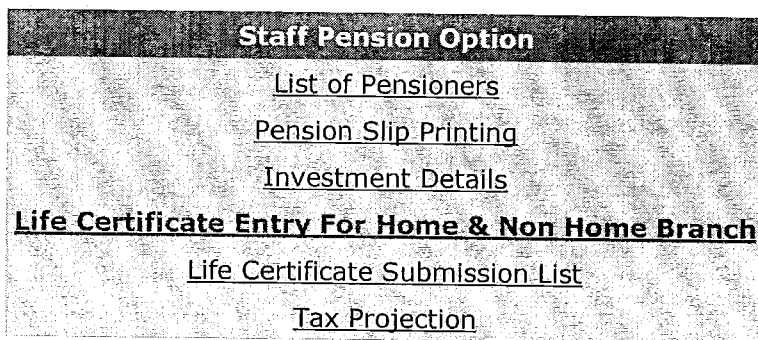 Staff Pension Option
List of Pensioners
Pension Slip Printing
Investment Details
Life Certificate Entry For Home & Non Home Branch
Life Certificate Submission List
Tax Projection